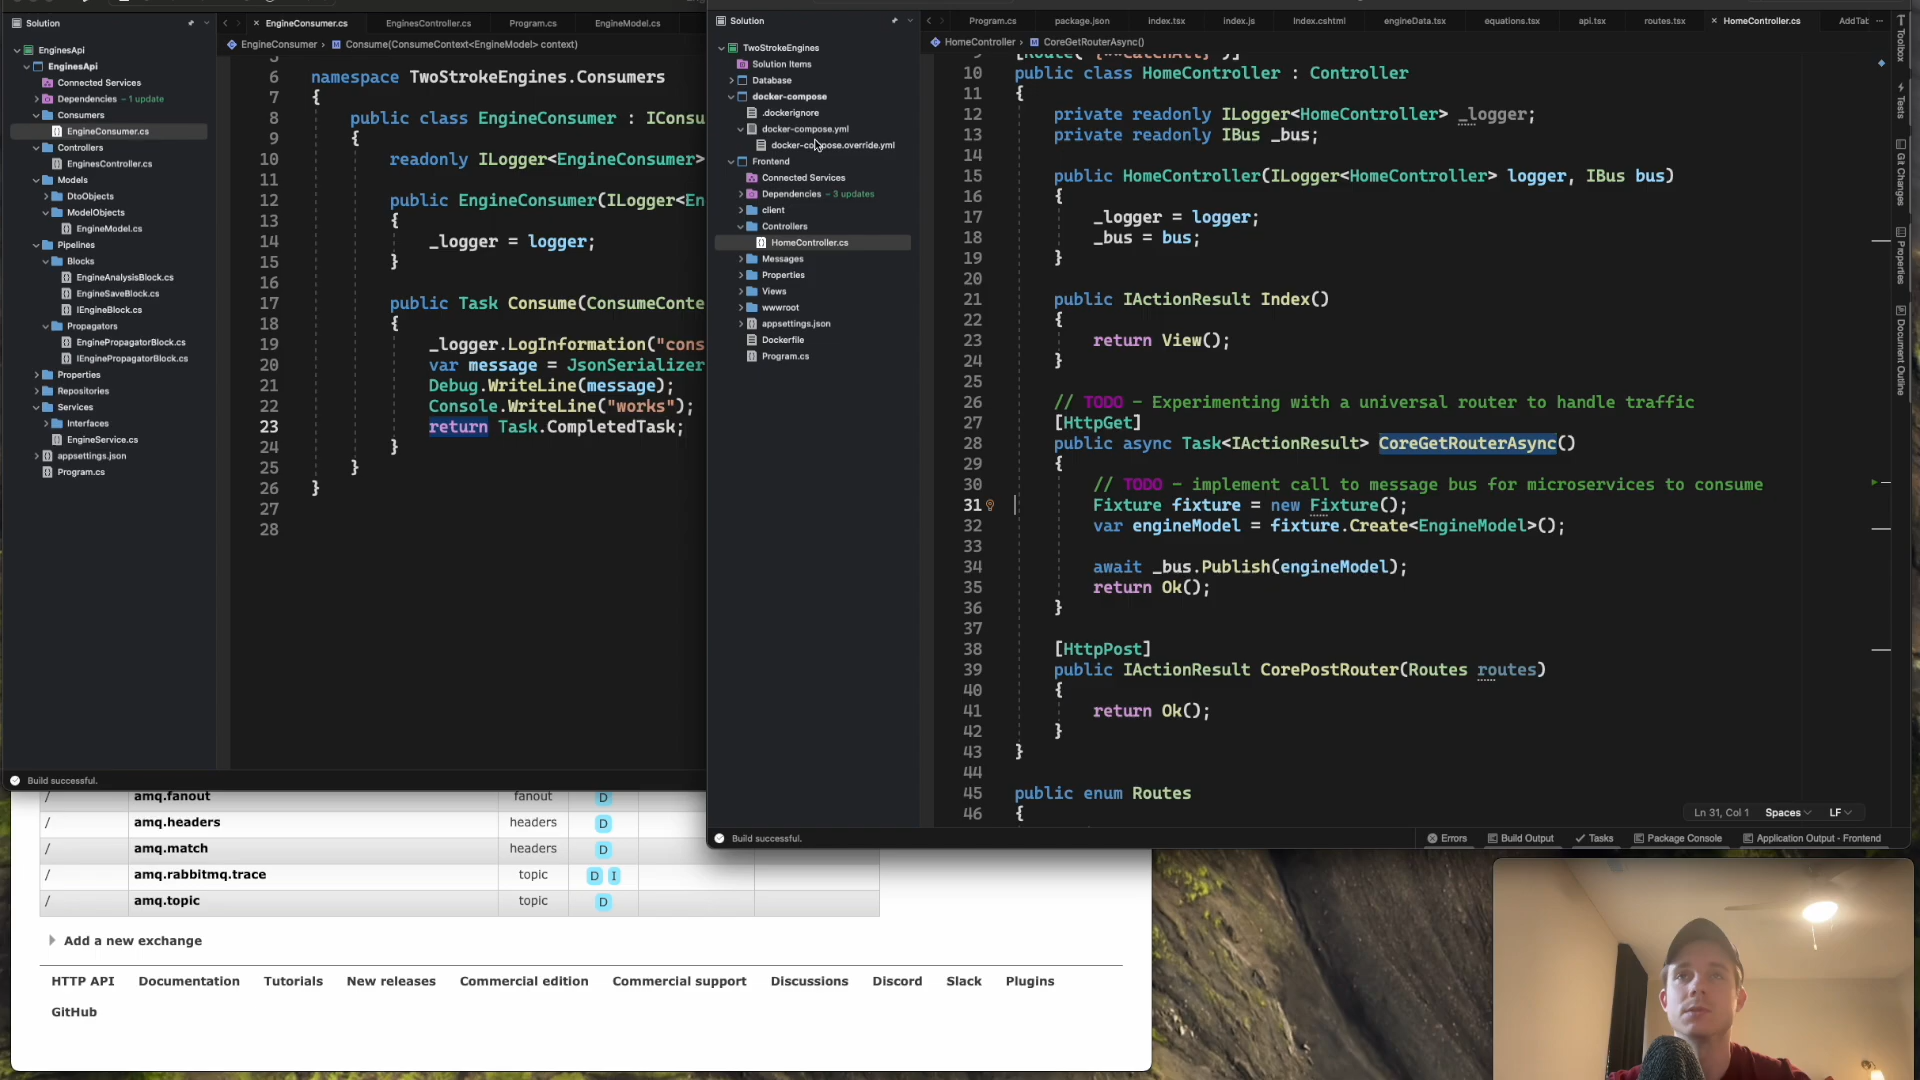 Solution
EnginesApi
EnginesApi
Connected Services
Dependencies – 1 update
Consumers
EngineConsumer.cs
Controllers
EnginesController.cs
Models
DtoObjects
ModelObjects
EngineModel.cs
Pipelines
Blocks
EngineAnalysisBlock.cs
EngineSaveBlock.cs
IEngineBlock.cs
Propagators
EnginePropagatorBlock.cs
IEnginePropagatorBlock.cs
Properties
Repositories
Services
Interfaces
EngineService.cs
appsettings.json
Program.cs
Build successful.
EngineConsumer.cs
EnginesController.cs
Program.cs
EngineModel.cs
EngineConsumer
Consume(ConsumeContext<EngineModel> context)
6 namespace TwoStrokeEngines.Consumers
7 {
8 public class EngineConsumer : IConsu
9 {
10 readonly ILogger<EngineConsumer>
11
12 public EngineConsumer(ILogger<En
13 {
14 _logger = logger;
15 }
16
17 public Task Consume(ConsumeConte
18 {
19 _logger.LogInformation("cons
20 var message = JsonSerializer
21 Debug.WriteLine(message);
22 Console.WriteLine("works");
23 return Task.CompletedTask;
24 }
25 }
26 }
27
28
Solution
TwoStrokeEngines
Solution Items
Database
docker-compose
.dockerignore
docker-compose.yml
docker-compose.override.yml
Frontend
Connected Services
Dependencies – 3 updates
client
Controllers
HomeController.cs
Messages
Properties
Views
wwwroot
appsettings.json
Dockerfile
Program.cs
Build successful.
Program.cs
package.json
index.tsx
index.js
Index.cshtml
engineData.tsx
equations.tsx
api.tsx
routes.tsx
HomeController.cs
AddTab
HomeController
CoreGetRouterAsync()
10 public class HomeController : Controller
11 {
12 private readonly ILogger<HomeController> _logger;
13 private readonly IBus _bus;
14
15 public HomeController(ILogger<HomeController> logger, IBus bus)
16 {
17 _logger = logger;
18 _bus = bus;
19 }
20
21 public IActionResult Index()
22 {
23 return View();
24 }
25
26 // TODO – Experimenting with a universal router to handle traffic
27 [HttpGet]
28 public async Task<IActionResult> CoreGetRouterAsync()
29 {
30 // TODO – implement call to message bus for microservices to consume
31 Fixture fixture = new Fixture();
32 var engineModel = fixture.Create<EngineModel>();
33
34 await _bus.Publish(engineModel);
35 return Ok();
36 }
37
38 [HttpPost]
39 public IActionResult CorePostRouter(Routes routes)
40 {
41 return Ok();
42 }
43 }
44
45 public enum Routes
46 {
Ln 31, Col 1 Spaces LF
Errors Build Output Tasks Package Console Application Output - Frontend
Toolbox
Tests
Git Changes
Properties
Document Outline
/ amq.fanout fanout D
/ amq.headers headers D
/ amq.match headers D
/ amq.rabbitmq.trace topic D I
/ amq.topic topic D
Add a new exchange
HTTP API Documentation Tutorials New releases Commercial edition Commercial support Discussions Discord Slack Plugins
GitHub